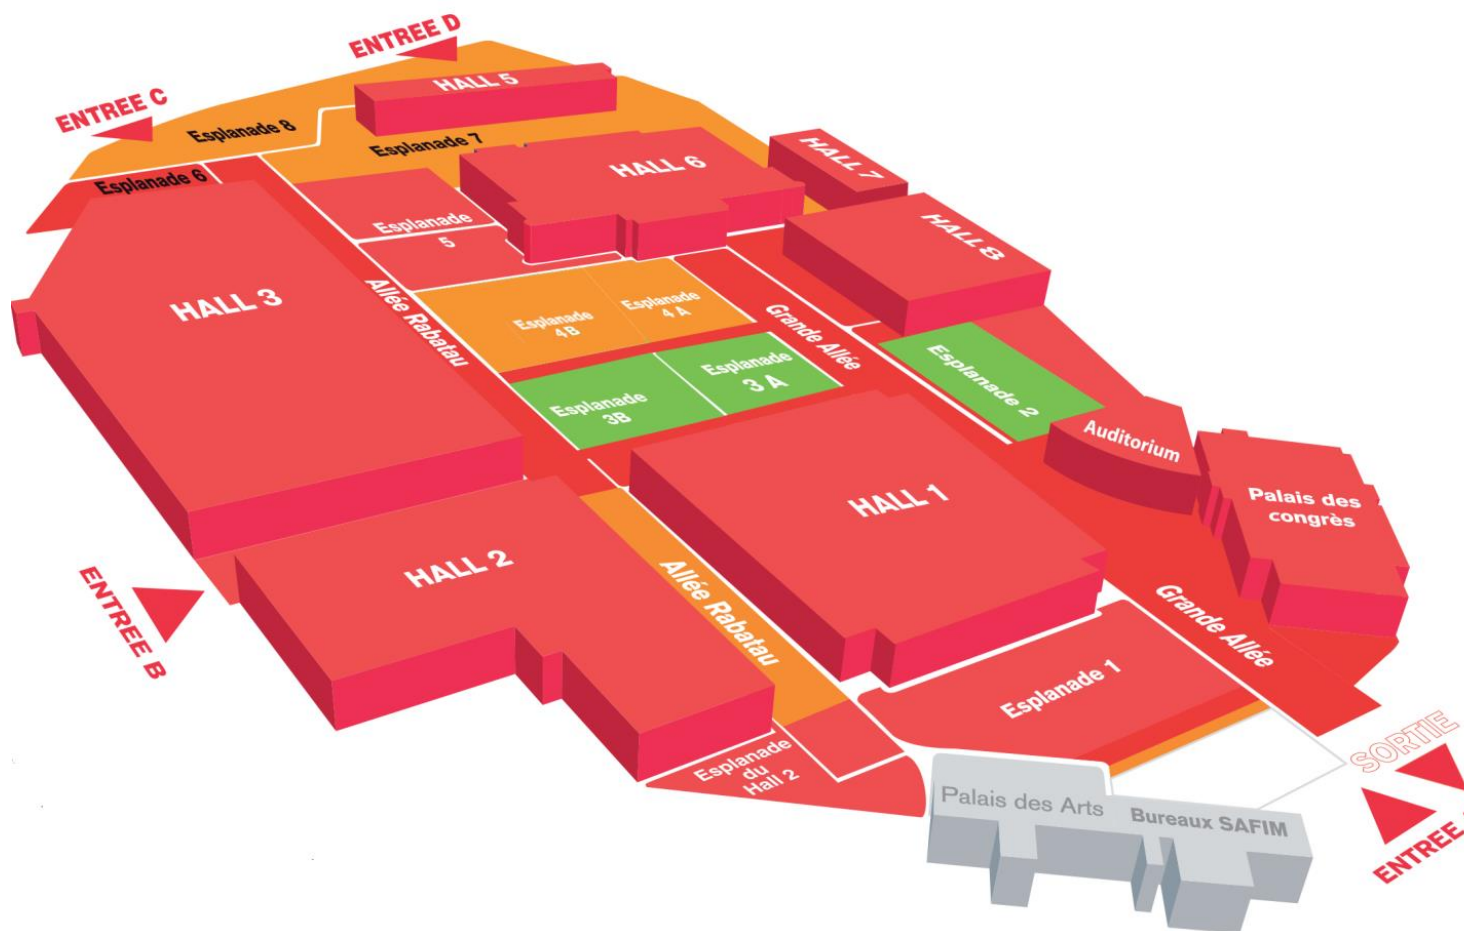 ENTREE D
ENTREE C
HALL 5
Esplanade 8
Esplanade 7
HALL 6
HALL 7
Esplanade 6
Esplanade
5
HALL 8
HALL 3
Allée Rabatau
Esplanade
4B
Esplanade
4 A
Grande Allée
Esplanade
3B
Esplanade
3 A
Esplanade 2
Auditorium
Palais des
congrès
HALL 1
HALL 2
ENTREE B
Allée Rabatau
Grande Allée
Esplanade 1
Esplanade
du
Hall 2
SORTIE
Palais des Arts
Bureaux SAFIM
ENTREE